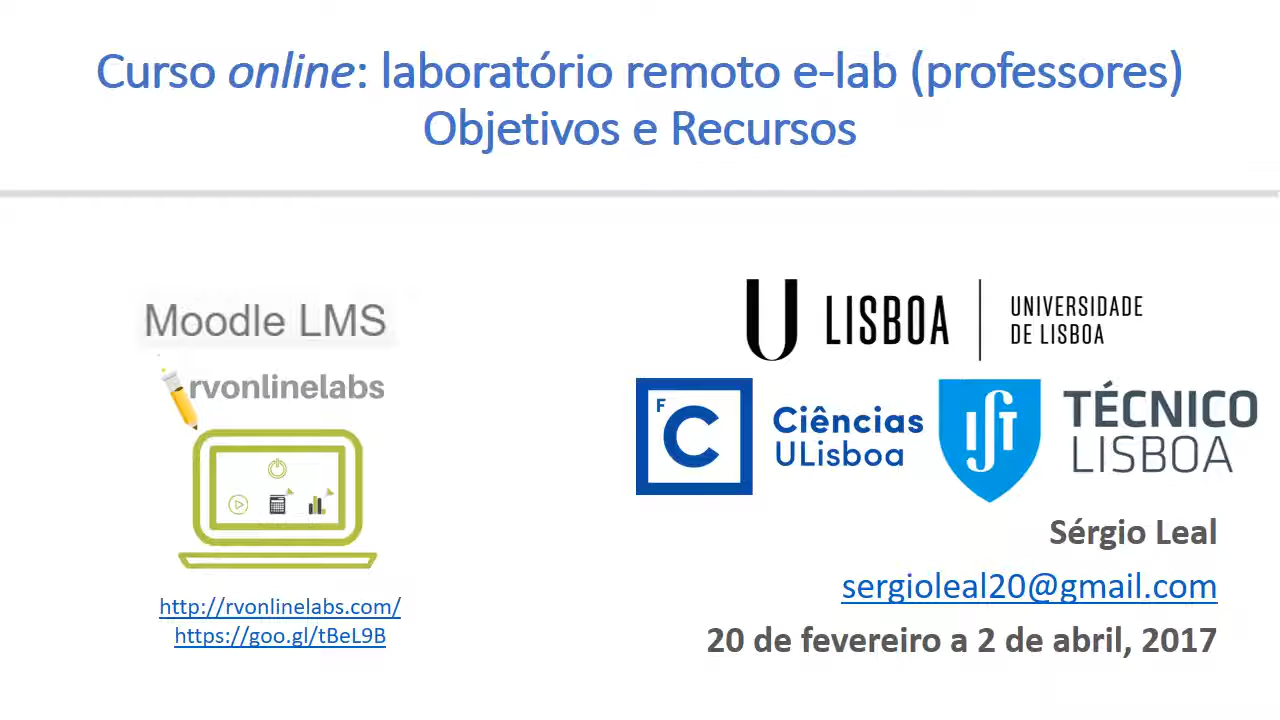 Curso online: laboratório remoto e-lab (professores)
Objetivos e Recursos
Moodle LMS
rvonlinelabs
http://rvonlinelabs.com/
https://goo.gl/tBeL9B
U LISBOA
UNIVERSIDADE
DE LISBOA
F
C
Ciências
ULisboa
IST
TÉCNICO
LISBOA
Sérgio Leal
sergioleal20@gmail.com
20 de fevereiro a 2 de abril, 2017